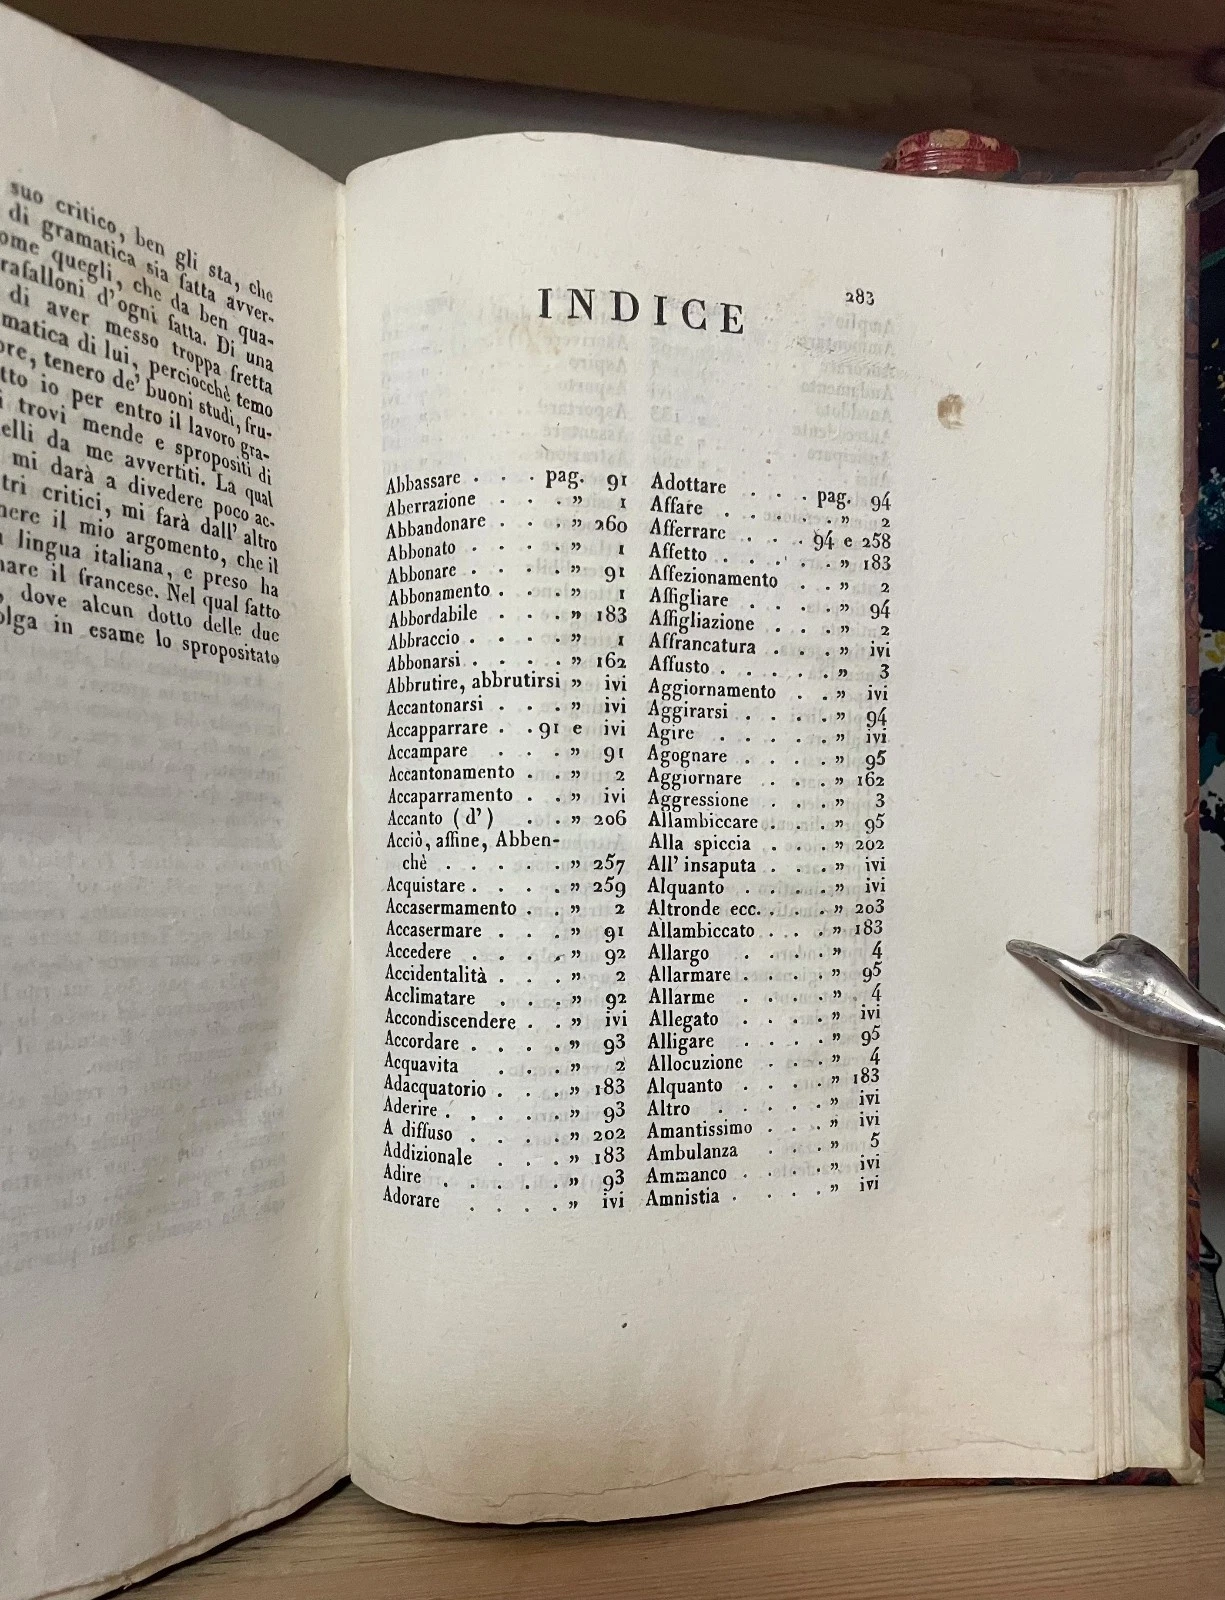 suo critico, ben gli sta, che
di gramatica sia fatta avver-
ome quegli, che da ben qua-
rafalloni d'ogni fatta. Di una
di aver messo troppa fretta
matica di lui, perciocchè temo
ore, tenero de' buoni studj, fru-
tto io per entro il lavoro gra-
i trovi mende e spropositi di
elli da me avvertiti. La qual
mi darà a divedere poco ac-
tri critici, mi farà dall' altro
nere il mio argomento, che il
lingua italiana, e preso ha
nare il francese. Nel qual fatto
, dove alcun dotto delle due
olga in esame lo spropositato
283
INDICE
Abbassare . . . pag. 91
Aberrazione . . . „ 1
Abbandonare . . . „ 260
Abbonato . . . . „ 1
Abbonare . . . . „ 91
Abbonamento . . . „ 1
Abbordabile . . . „ 183
Abbraccio . . . . „ 1
Abbonarsi . . . . „ 162
Abbrutire, abbrutirsi „ ivi
Accantonarsi . . . „ ivi
Accapparrare . . 91 e ivi
Accampare . . . „ 91
Accantonamento . . „ 2
Accaparramento . . „ ivi
Accanto ( d' ) . . „ 206
Acciò, affine, Abben-
chè . . . . . „ 257
Acquistare . . . . „ 259
Accasermamento . . „ 2
Accasermare . . . „ 91
Accedere . . . . „ 92
Accidentalità . . . „ 2
Acclimatare . . . „ 92
Accondiscendere . . „ ivi
Accordare . . . . „ 93
Acquavita . . . . „ 2
Adacquatorio . . . „ 183
Aderire . . . . . „ 93
A diffuso . . . . „ 202
Addizionale . . . „ 183
Adire . . . . . „ 93
Adorare . . . . „ ivi
Adottare . . . pag. 94
Affare . . . . . „ 2
Afferrare . . . 94 e 258
Affetto . . . . . „ 183
Affezionamento . . „ 2
Affigliare . . . . „ 94
Affigliazione . . . „ 2
Affrancatura . . . „ ivi
Affusto . . . . . „ 3
Aggiornamento . . „ ivi
Aggirarsi . . . . „ 94
Agire . . . . . „ ivi
Agognare . . . . „ 95
Aggiornare . . . „ 162
Aggressione . . . „ 3
Allambiccare . . . „ 95
Alla spiccia . . . „ 202
All' insaputa . . . „ ivi
Alquanto . . . . „ ivi
Altronde ecc. . . . „ 203
Allambiccato . . . „ 183
Allargo . . . . „ 4
Allarmare . . . . „ 95
Allarme . . . . „ 4
Allegato . . . . „ ivi
Alligare . . . . „ 95
Allocuzione . . . „ 4
Alquanto . . . . „ 183
Altro . . . . . „ ivi
Amantissimo . . . „ ivi
Ambulanza . . . „ 5
Ammanco . . . . „ ivi
Amnistia . . . . „ ivi